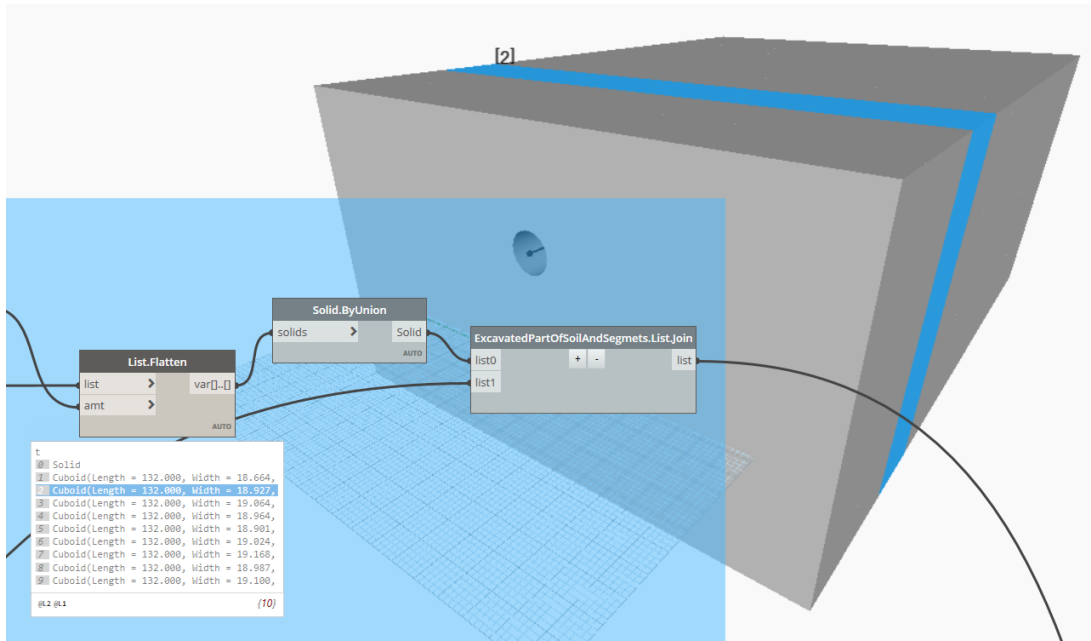 [2]
Solid.ByUnion
solids > Solid
AUTO
ExcavatedPartOfSoilAndSegmets.List.Join
list0 + - list
list1
List.Flatten
list > var[]..[]
amt >
AUTO
t
0 Solid
1 Cuboid(Length = 132.000, Width = 18.664,
2 Cuboid(Length = 132.000, Width = 18.927,
3 Cuboid(Length = 132.000, Width = 19.064,
4 Cuboid(Length = 132.000, Width = 18.964,
5 Cuboid(Length = 132.000, Width = 18.901,
6 Cuboid(Length = 132.000, Width = 19.024,
7 Cuboid(Length = 132.000, Width = 19.168,
8 Cuboid(Length = 132.000, Width = 18.987,
9 Cuboid(Length = 132.000, Width = 19.100,
@L2 @L1 {10}